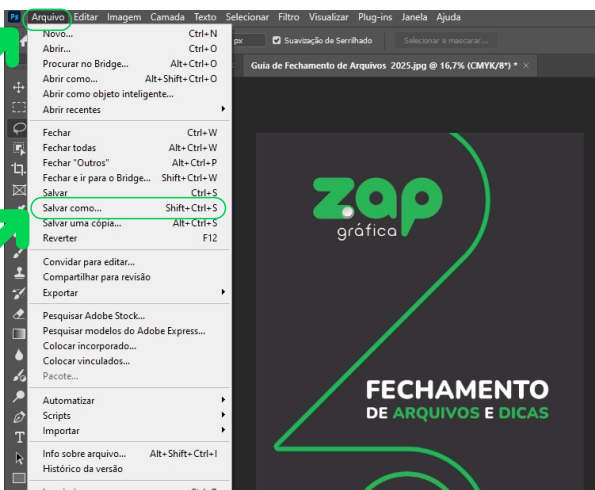 Ps Arquivo Editar Imagem Camada Texto Selecionar Filtro Visualizar Plug-ins Janela Ajuda
px Suavização de Serrilhado Selecionar e mascarar...
Guia de Fechamento de Arquivos 2025.jpg @ 16,7% (CMYK/8*) * ×
Novo... Ctrl+N
Abrir... Ctrl+O
Procurar no Bridge... Alt+Ctrl+O
Abrir como... Alt+Shift+Ctrl+O
Abrir como objeto inteligente...
Abrir recentes
Fechar Ctrl+W
Fechar todas Alt+Ctrl+W
Fechar "Outros" Alt+Ctrl+P
Fechar e ir para o Bridge... Shift+Ctrl+W
Salvar Ctrl+S
Salvar como... Shift+Ctrl+S
Salvar uma cópia... Alt+Ctrl+S
Reverter F12
Convidar para editar...
Compartilhar para revisão
Exportar
Pesquisar Adobe Stock...
Pesquisar modelos do Adobe Express...
Colocar incorporado...
Colocar vinculados...
Pacote...
Automatizar
Scripts
Importar
Info sobre arquivo... Alt+Shift+Ctrl+I
Histórico da versão
zap
gráfica
FECHAMENTO
DE ARQUIVOS E DICAS